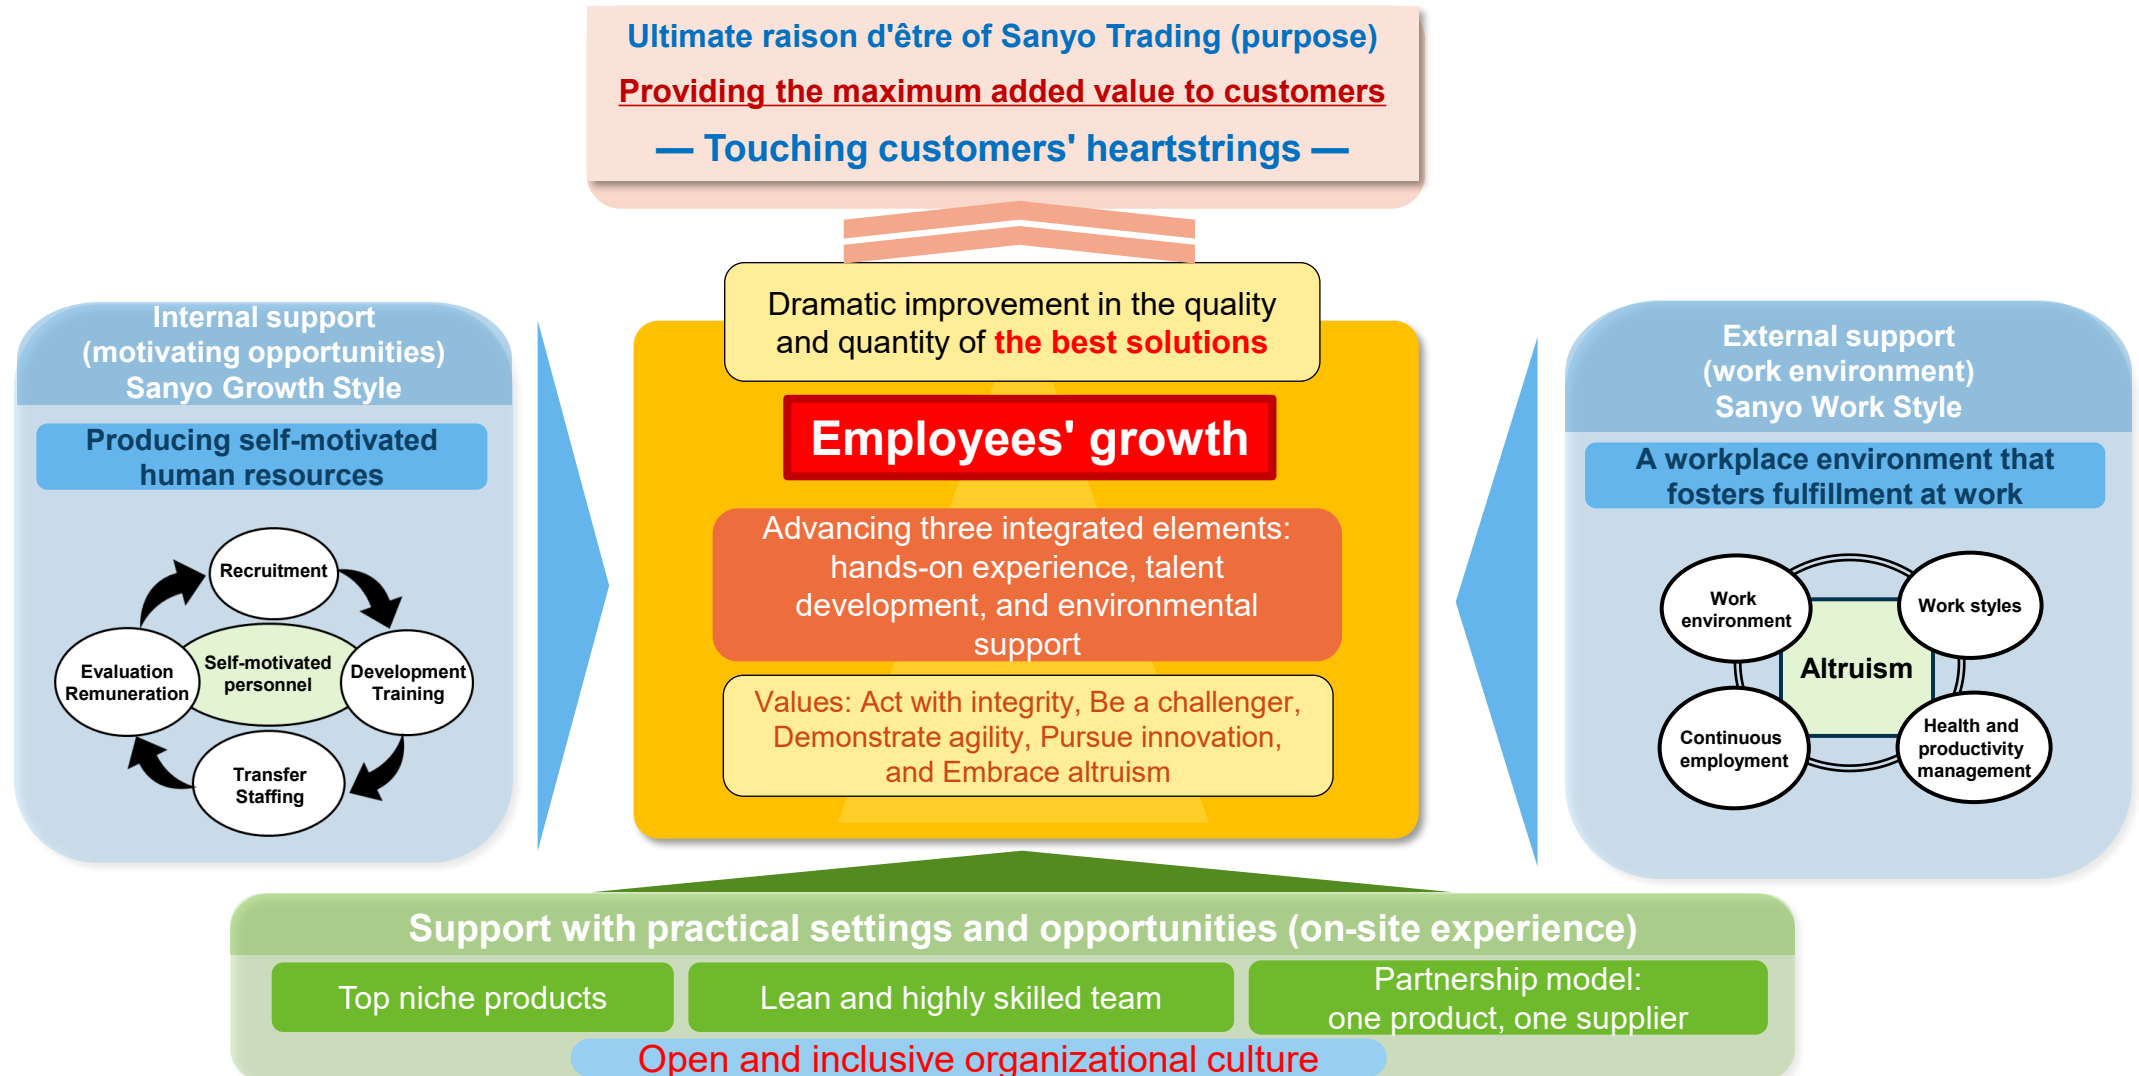 Ultimate raison d'être of Sanyo Trading (purpose)
Providing the maximum added value to customers
— Touching customers' heartstrings —
Dramatic improvement in the quality
and quantity of the best solutions
Employees' growth
Advancing three integrated elements:
hands-on experience, talent
development, and environmental
support
Values: Act with integrity, Be a challenger,
Demonstrate agility, Pursue innovation,
and Embrace altruism
Internal support
(motivating opportunities)
Sanyo Growth Style
Producing self-motivated
human resources
Recruitment
Evaluation
Remuneration
Self-motivated
personnel
Development
Training
Transfer
Staffing
External support
(work environment)
Sanyo Work Style
A workplace environment that
fosters fulfillment at work
Work
environment
Work styles
Altruism
Continuous
employment
Health and
productivity
management
Support with practical settings and opportunities (on-site experience)
Top niche products
Lean and highly skilled team
Partnership model:
one product, one supplier
Open and inclusive organizational culture